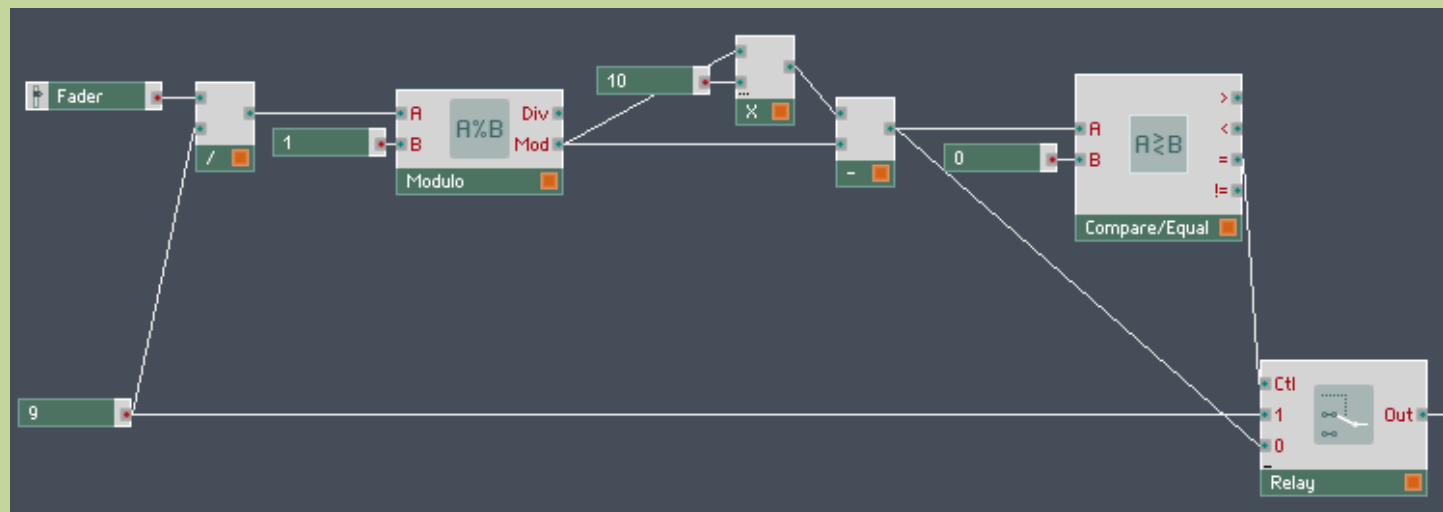 Fader
/
1
A
B
A%B
Div
Mod
Modulo
10
...
X
-
0
A
B
A≷B
>
<
=
!=
Compare/Equal
9
Ctl
1
0
Out
Relay